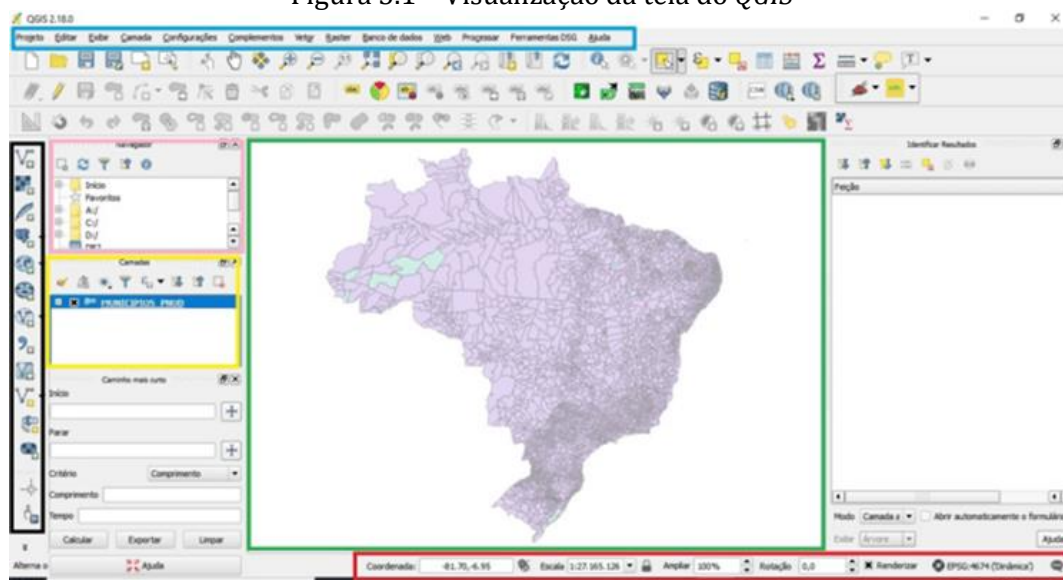 Figura 3.1 – Visualização da tela do QGIS
QGIS 2.18.0
Projeto Editar Exibir Camada Configurações Complementos Vetor Raster Banco de dados Web Processar Ferramentas DSG Ajuda
Navegador
Início
Favoritos
A:/
C:/
D:/
Camadas
MUNICIPIOS_PNUD
Caminho mais curto
Início
Parar
Critério Comprimento
Comprimento
Tempo
Calcular Exportar Limpar
Ajuda
Identificar Resultados
Feição
Modo Camada a Abrir automaticamente o formulário
Exibir Árvore Ajuda
Alterna o
Coordenada: -81.70,-6.95 Escala 1:27.165.126 Ampliar 100% Rotação 0,0 Renderizar EPSG:4674 (Dinâmica)